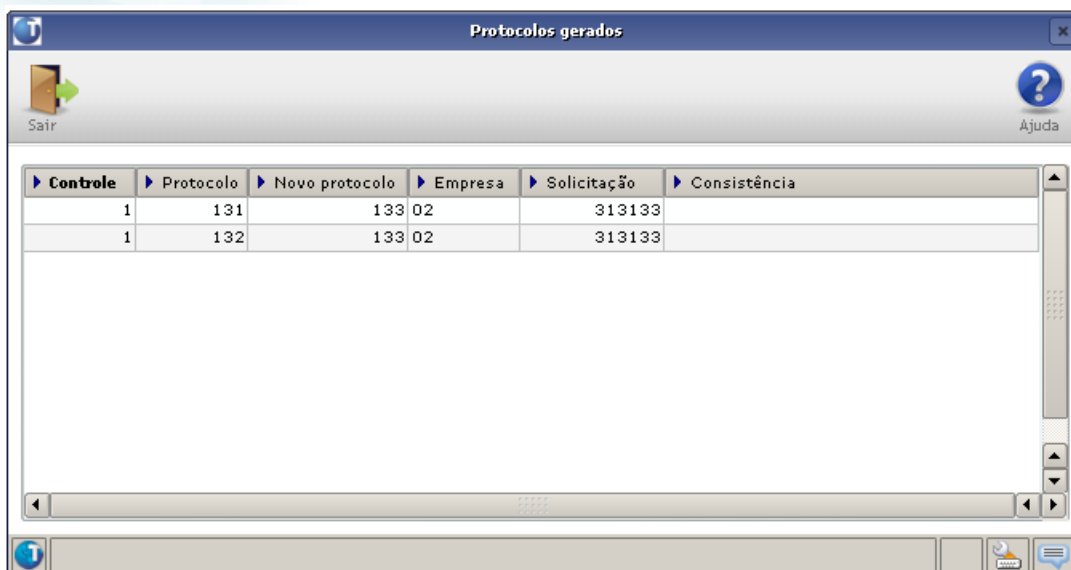 Protocolos gerados
Sair
Ajuda
Controle Protocolo Novo protocolo Empresa Solicitação Consistência
1 131 133 02 313133
1 132 133 02 313133